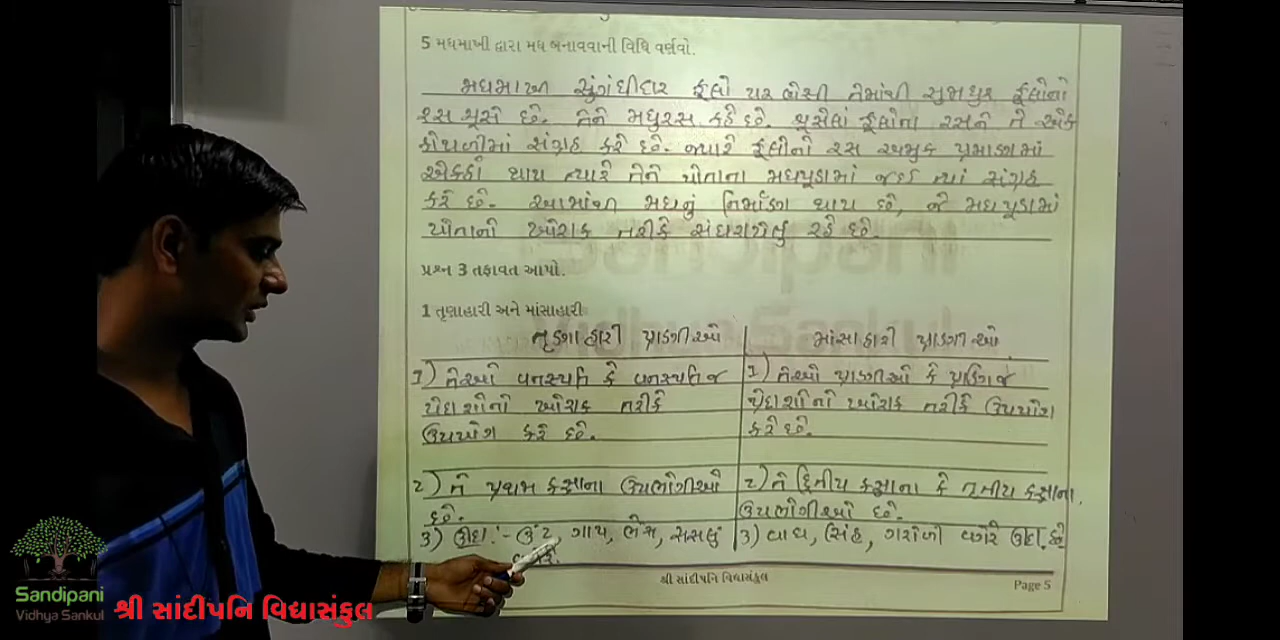 5 મધમાખી દ્વારા મધ બનાવવાની વિધિ વર્ણવો.
મધમાખી સુંગંધીદાર ફૂલો પર બેસી તેમાંથી સુમધુર ફૂલોનો
રસ ચૂસે છે. તેને મધુરસ કહે છે. ચૂસેલાં ફૂલોના રસને તે એક
કોથળીમાં સંગ્રહ કરે છે. જ્યારે ફૂલોનો રસ અમુક પ્રમાણમાં
એકઠાં થાય ત્યારે તેને પોતાના મધપૂડામાં જઈ ત્યાં સંગ્રહ
કરે છે. આમાંથી મધનું નિર્માણ થાય છે, જે મધપૂડામાં
પોતાનો ખોરાક તરીકે સંઘરાયેલું રહે છે.
પ્રશ્ન 3 તફાવત આપો.
1 તૃણાહારી અને માંસાહારી
તૃણાહારી પ્રાણીઓ માંસાહારી પ્રાણીઓ
1) તેઓ વનસ્પતિ કે વનસ્પતિજ
પેદાશોનો ખોરાક તરીકે
ઉપયોગ કરે છે.
1) તેઓ પ્રાણીઓ કે પ્રાણિજ
પેદાશોનો ખોરાક તરીકે ઉપયોગ
કરે છે.
2) તે પ્રથમ કક્ષાના ઉપભોગીઓ
છે.
2) તે દ્વિતીય કક્ષાના કે તૃતીય કક્ષાના
ઉપભોગીઓ છે.
3) ઊદા:- ઊંટ, ગાય, ભેંસ, સસલું
3) વાઘ, સિંહ, ગરોળી વગેરે ઊદા. છે
શ્રી સાંદીપનિ વિદ્યાસંકુલ
Page 5
Sandipani
Vidhya Sankul
શ્રી સાંદીપનિ વિદ્યાસંકુલ